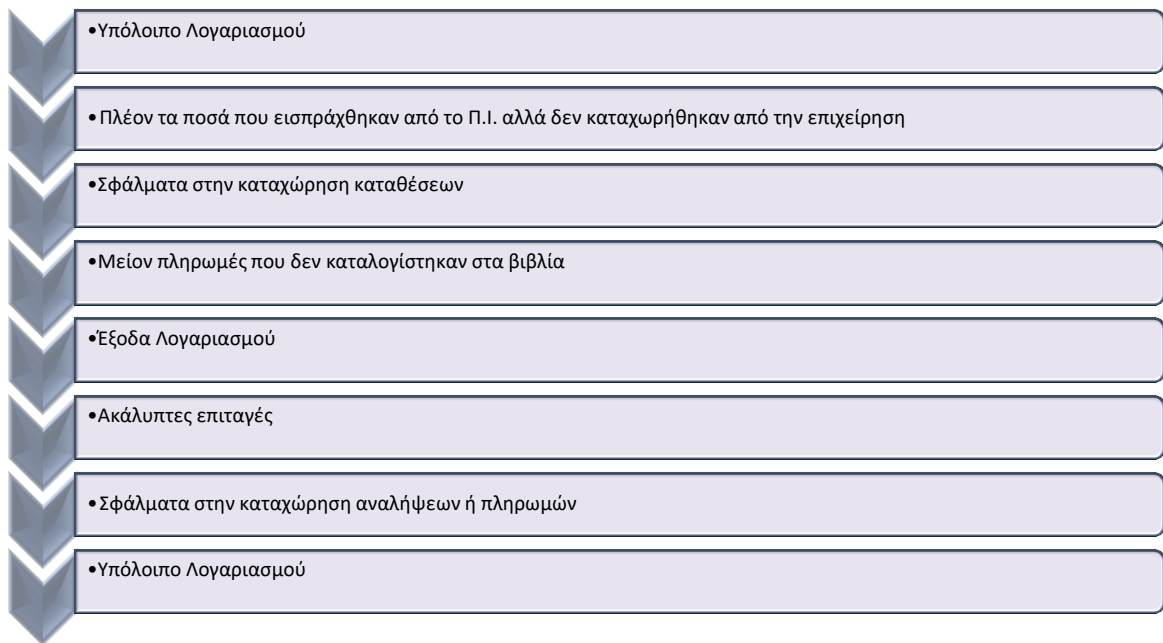 •Υπόλοιπο Λογαριασμού
•Πλέον τα ποσά που εισπράχθηκαν από το Π.Ι. αλλά δεν καταχωρήθηκαν από την επιχείρηση
•Σφάλματα στην καταχώρηση καταθέσεων
•Μείον πληρωμές που δεν καταλογίστηκαν στα βιβλία
•Έξοδα Λογαριασμού
•Ακάλυπτες επιταγές
•Σφάλματα στην καταχώρηση αναλήψεων ή πληρωμών
•Υπόλοιπο Λογαριασμού